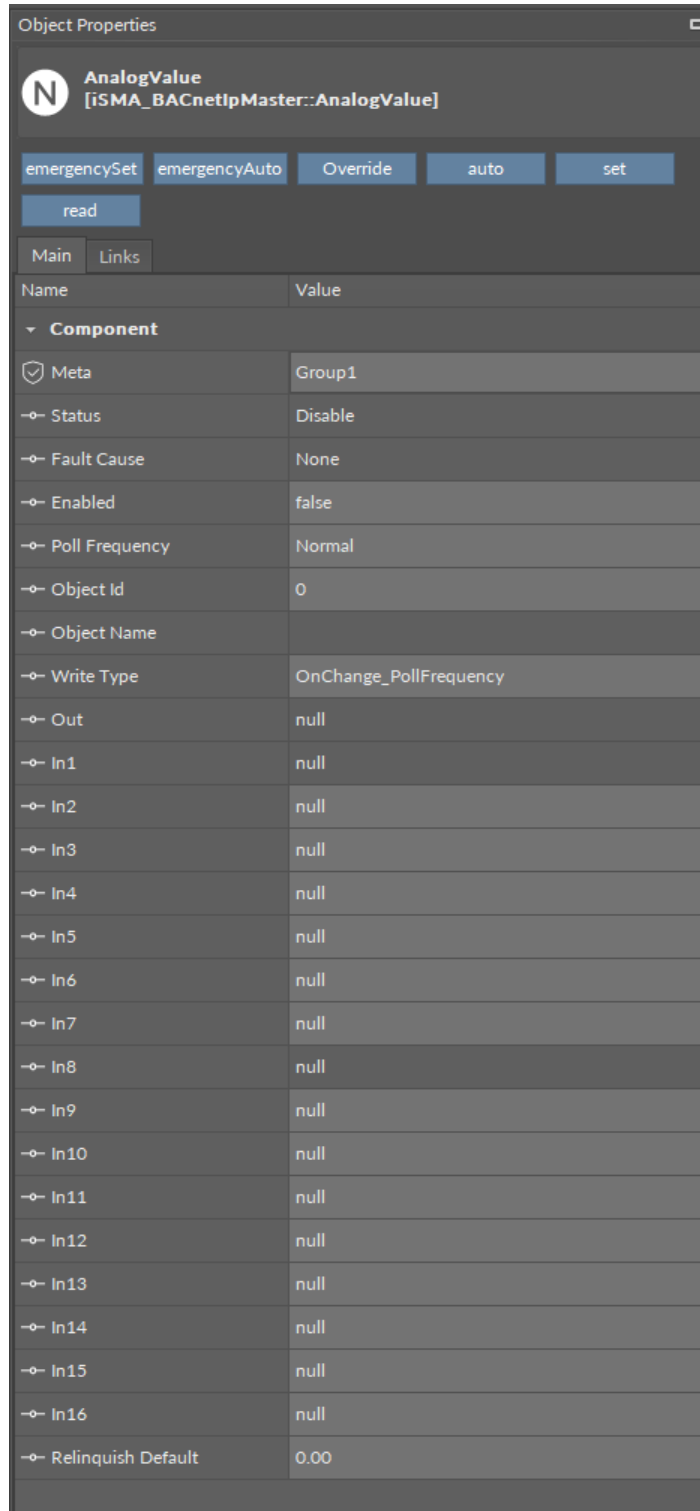 Object Properties
N
AnalogValue
[iSMA_BACnetIpMaster::AnalogValue]
emergencySet emergencyAuto Override auto set
read
Main Links
Name Value
Component
Meta Group1
Status Disable
Fault Cause None
Enabled false
Poll Frequency Normal
Object Id 0
Object Name
Write Type OnChange_PollFrequency
Out null
In1 null
In2 null
In3 null
In4 null
In5 null
In6 null
In7 null
In8 null
In9 null
In10 null
In11 null
In12 null
In13 null
In14 null
In15 null
In16 null
Relinquish Default 0.00